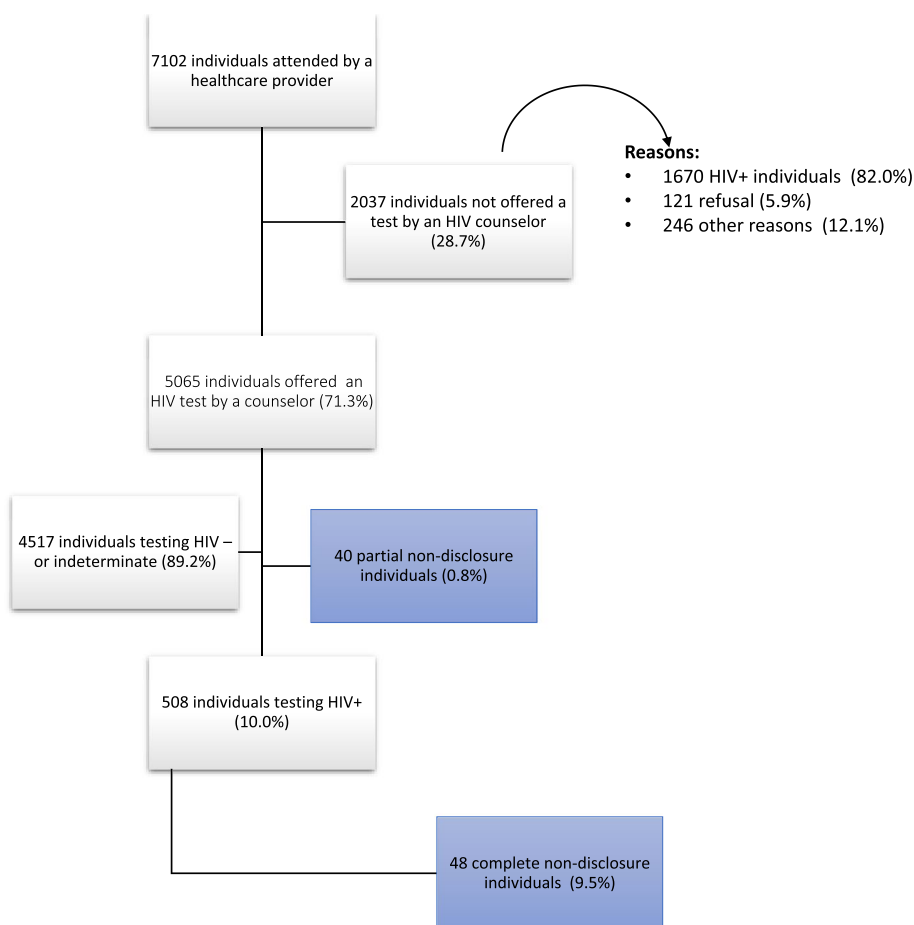 7102 individuals attended by a
healthcare provider
Reasons:
• 1670 HIV+ individuals (82.0%)
• 121 refusal (5.9%)
• 246 other reasons (12.1%)
2037 individuals not offered a
test by an HIV counselor
(28.7%)
5065 individuals offered an
HIV test by a counselor (71.3%)
4517 individuals testing HIV –
or indeterminate (89.2%)
40 partial non-disclosure
individuals (0.8%)
508 individuals testing HIV+
(10.0%)
48 complete non-disclosure
individuals (9.5%)